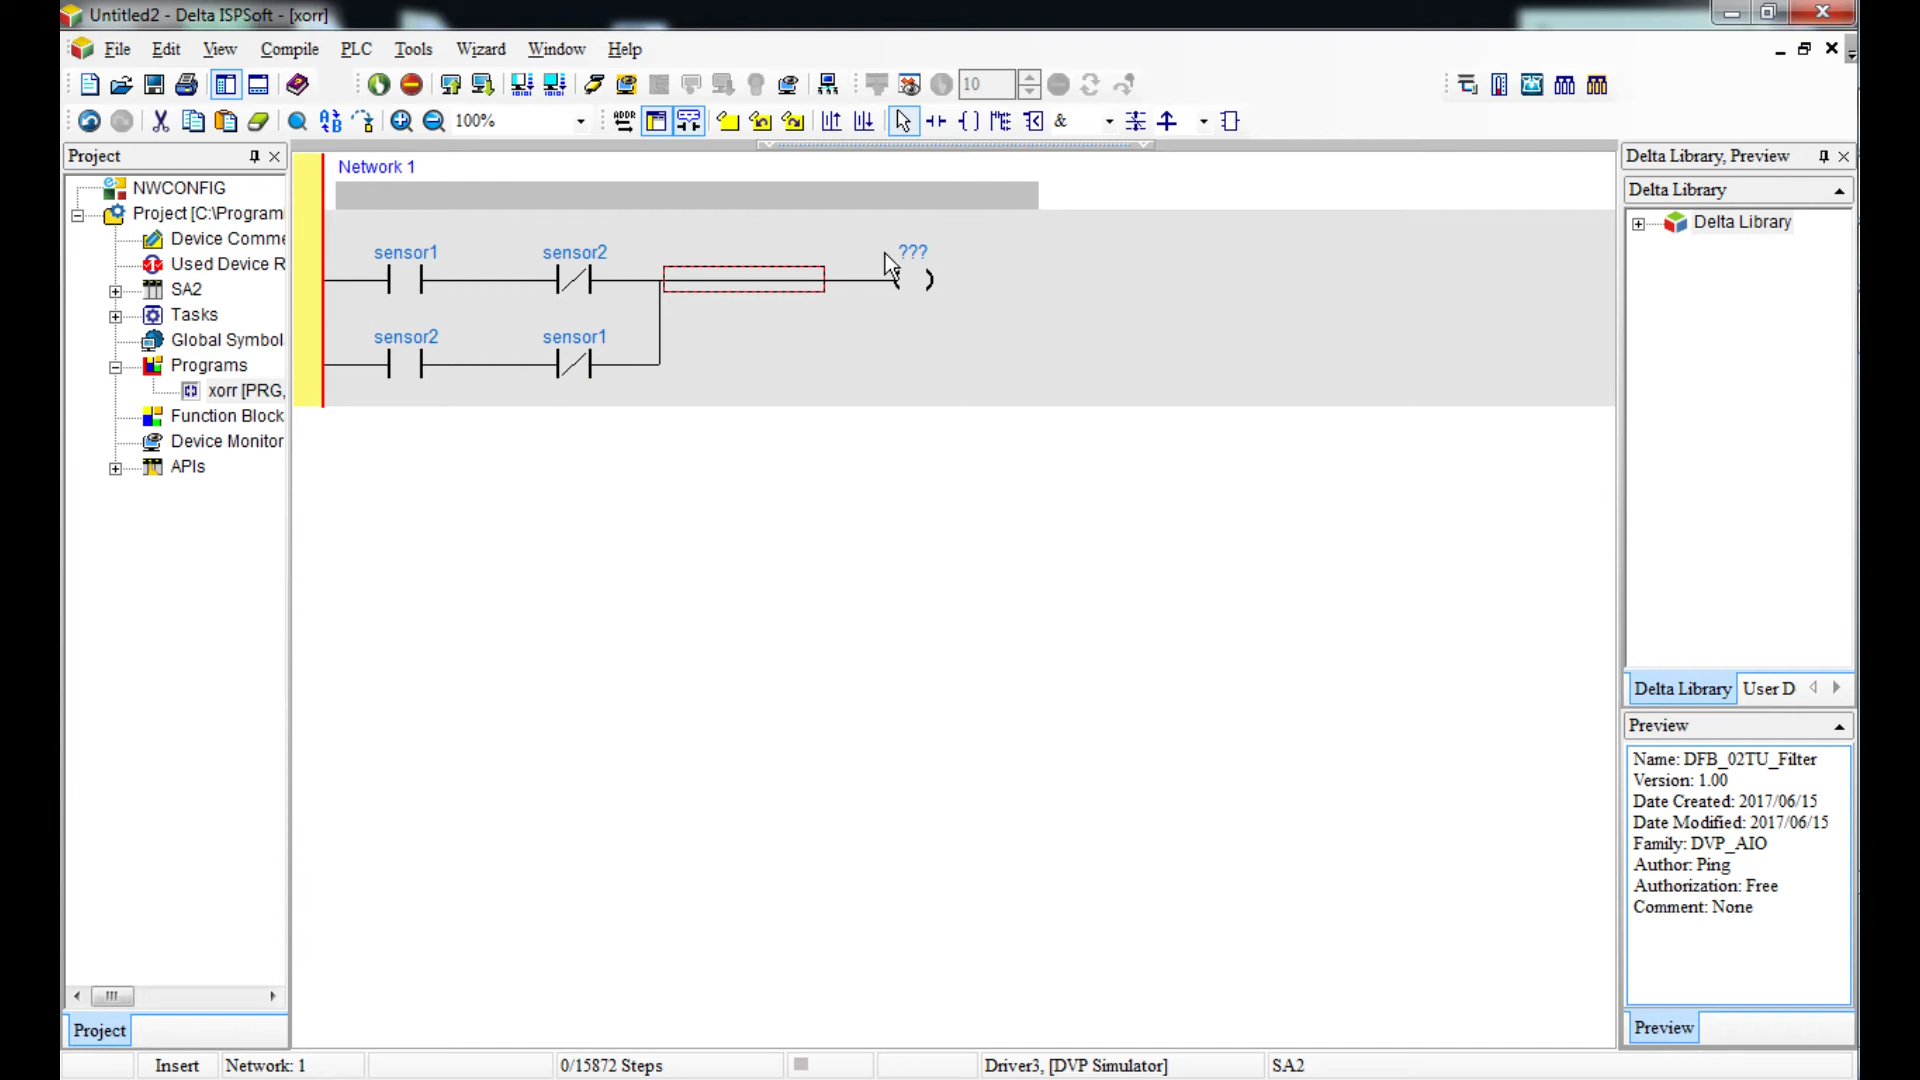 Untitled2 - Delta ISPSoft - [xorr]
File Edit View Compile PLC Tools Wizard Window Help
10
100%
ADDR
&
Project
NWCONFIG
Project [C:\Program
Device Comme
Used Device R
SA2
Tasks
Global Symbol
Programs
xorr [PRG,
Function Block
Device Monitor
APIs
Project
Network 1
sensor1 sensor2 ???
sensor2 sensor1
Delta Library, Preview
Delta Library
Delta Library
Delta Library User D
Preview
Name: DFB_02TU_Filter
Version: 1.00
Date Created: 2017/06/15
Date Modified: 2017/06/15
Family: DVP_AIO
Author: Ping
Authorization: Free
Comment: None
Preview
Insert Network: 1 0/15872 Steps Driver3, [DVP Simulator] SA2